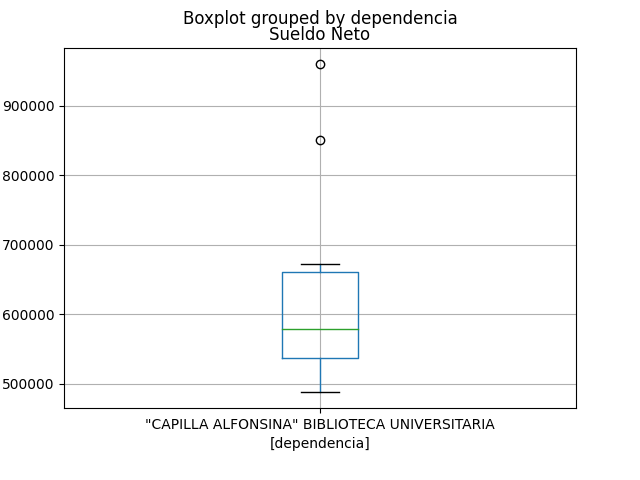 Boxplot grouped by dependencia
Sueldo Neto
900000
800000
700000
600000
500000
"CAPILLA ALFONSINA" BIBLIOTECA UNIVERSITARIA
[dependencia]